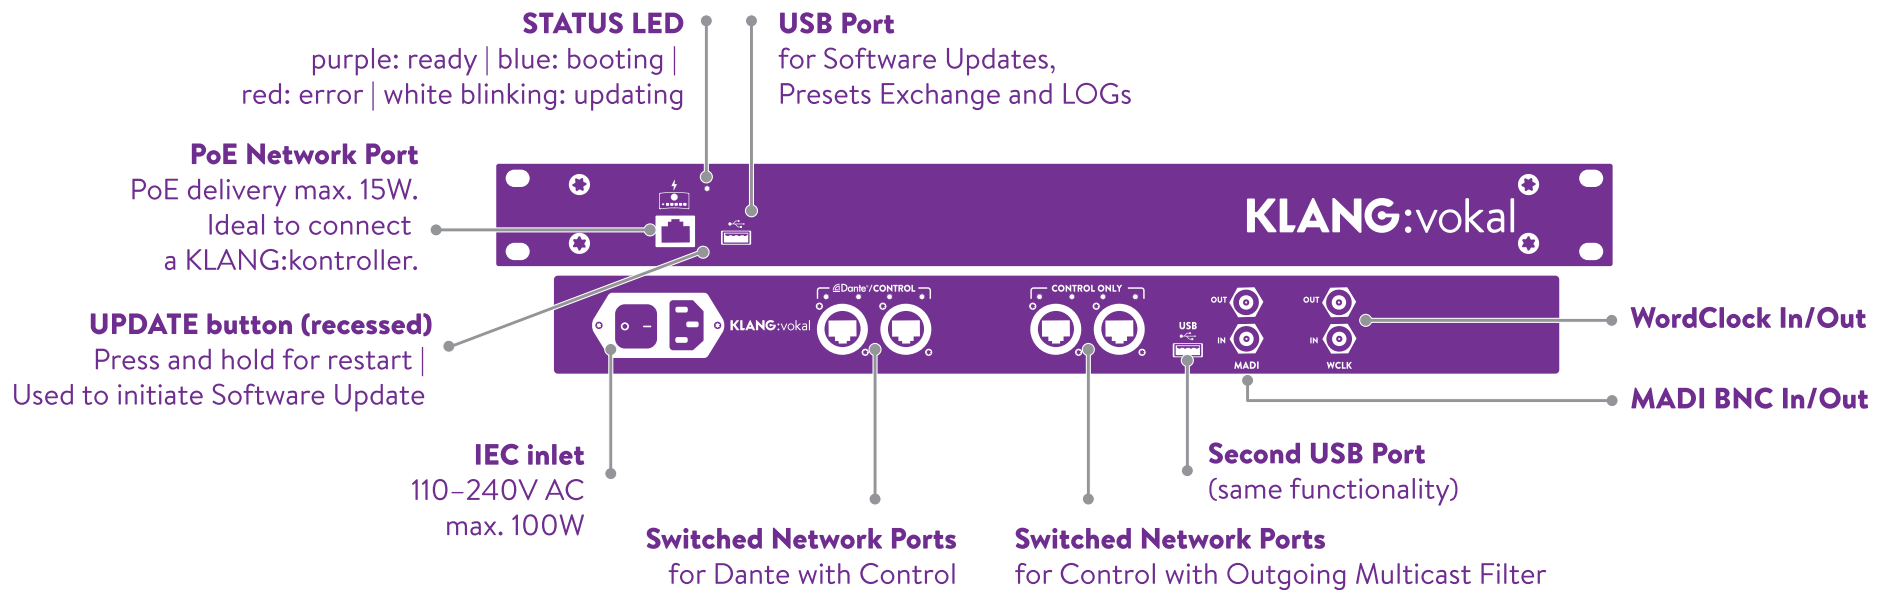 STATUS LED
purple: ready | blue: booting |
red: error | white blinking: updating
USB Port
for Software Updates,
Presets Exchange and LOGs
PoE Network Port
PoE delivery max. 15W.
Ideal to connect
a KLANG:kontroller.
KLANG:vokal
UPDATE button (recessed)
Press and hold for restart |
Used to initiate Software Update
Dante®/CONTROL
KLANG:vokal
CONTROL ONLY
USB
OUT
IN
MADI
OUT
IN
WCLK
WordClock In/Out
MADI BNC In/Out
IEC inlet
110–240V AC
max. 100W
Second USB Port
(same functionality)
Switched Network Ports
for Dante with Control
Switched Network Ports
for Control with Outgoing Multicast Filter